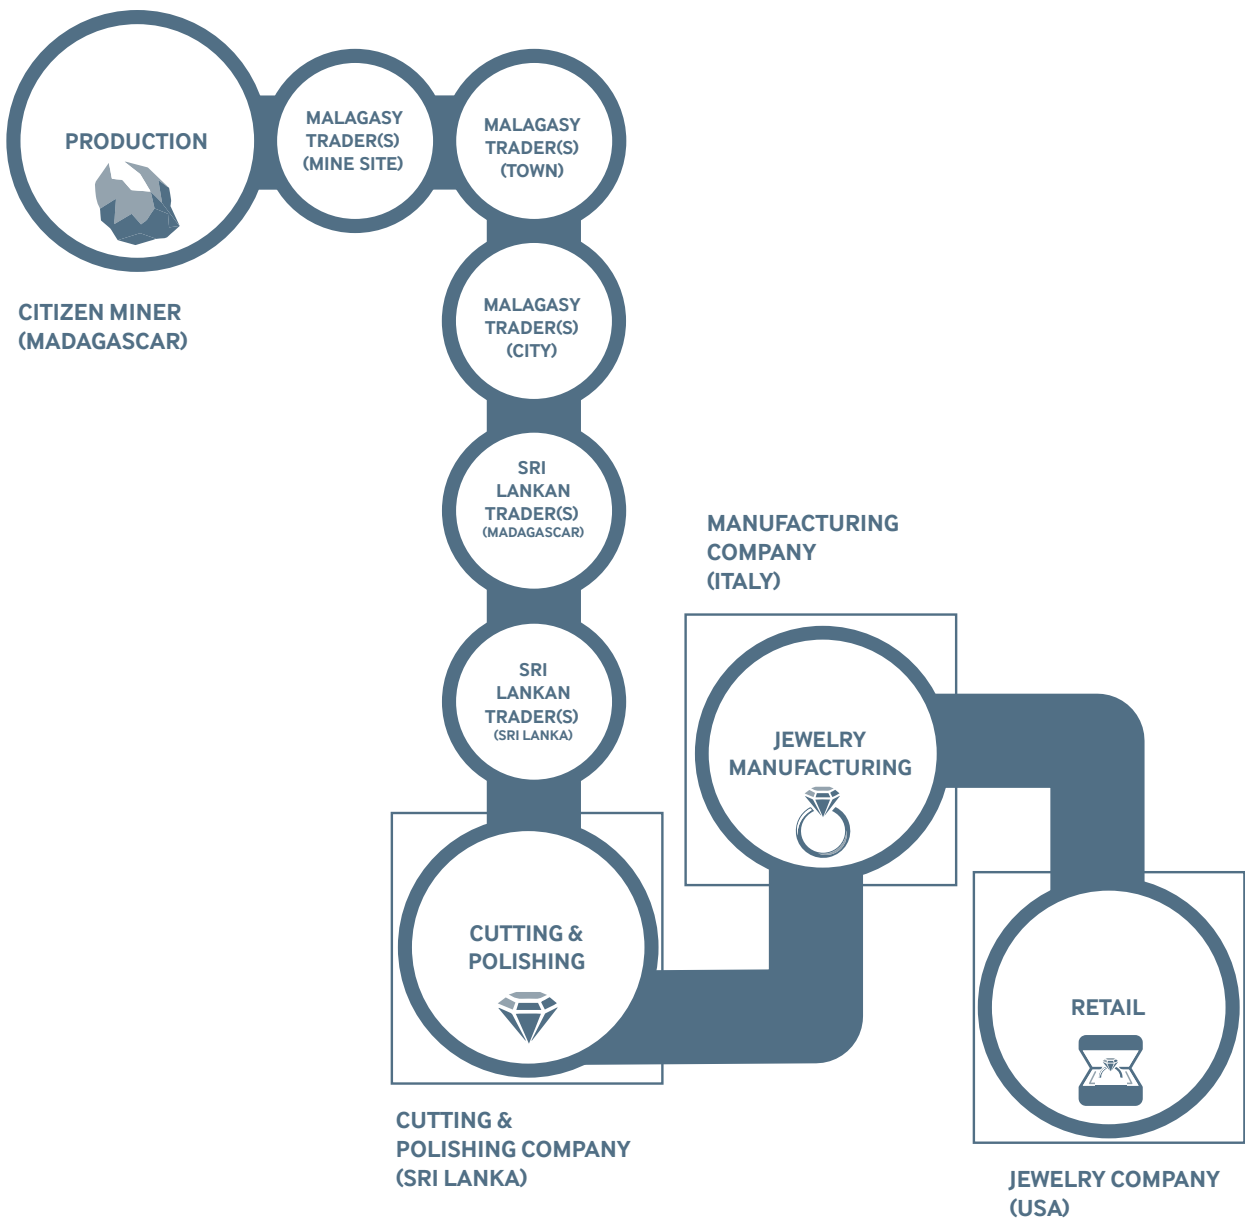 PRODUCTION
CITIZEN MINER
(MADAGASCAR)
MALAGASY
TRADER(S)
(MINE SITE)
MALAGASY
TRADER(S)
(TOWN)
MALAGASY
TRADER(S)
(CITY)
SRI
LANKAN
TRADER(S)
(MADAGASCAR)
SRI
LANKAN
TRADER(S)
(SRI LANKA)
CUTTING &
POLISHING
CUTTING &
POLISHING COMPANY
(SRI LANKA)
MANUFACTURING
COMPANY
(ITALY)
JEWELRY
MANUFACTURING
RETAIL
JEWELRY COMPANY
(USA)